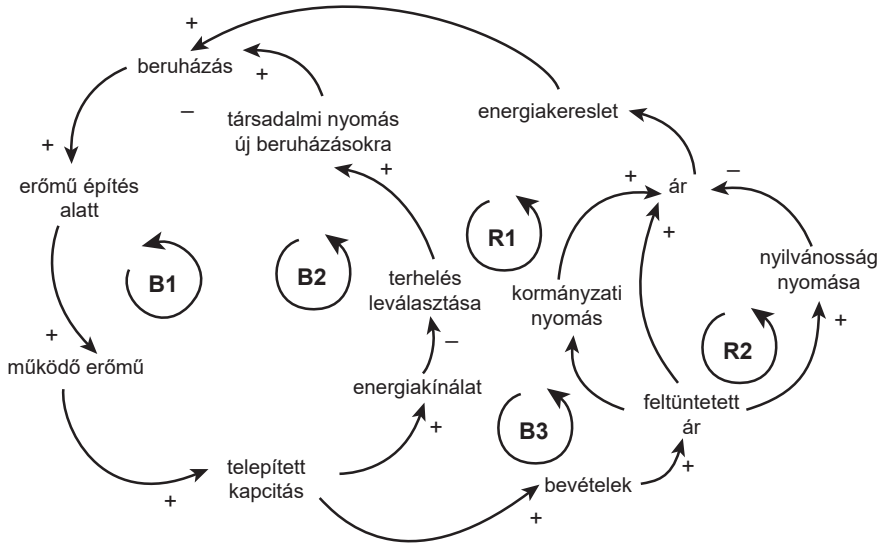 +
beruházás
+
–
társadalmi nyomás
új beruházásokra
energiakereslet
+
erőmű építés
alatt
+
+
ár
–
+
R1
B1
B2
terhelés
leválasztása
kormányzati
nyomás
nyilvánosság
nyomása
+
működő erőmű
–
R2
+
energiakínálat
+
B3
feltüntetett
ár
telepített
kapcitás
+
bevételek
+
+